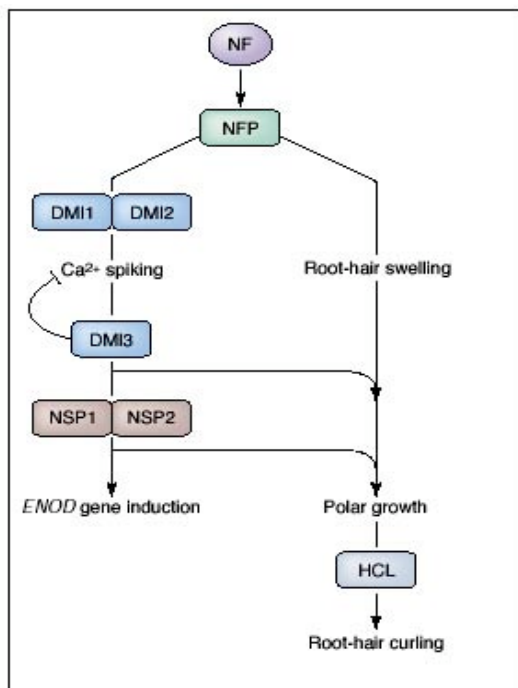 NF
NFP
DMI1 DMI2
Ca²⁺ spiking
Root-hair swelling
DMI3
NSP1 NSP2
ENOD gene induction
Polar growth
HCL
Root-hair curling